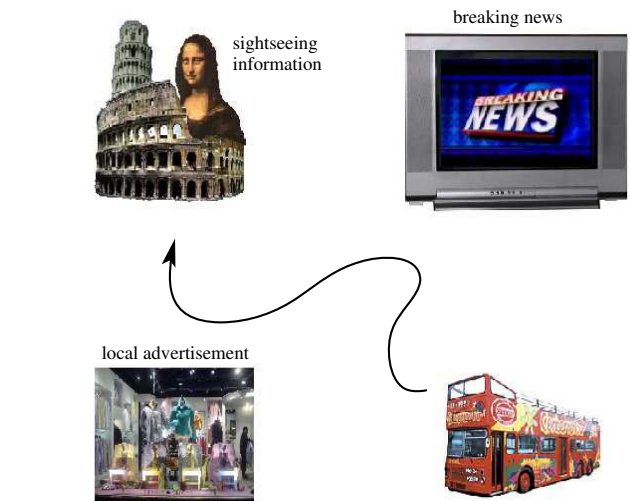 breaking news
sightseeing
information
BREAKING
NEWS
local advertisement